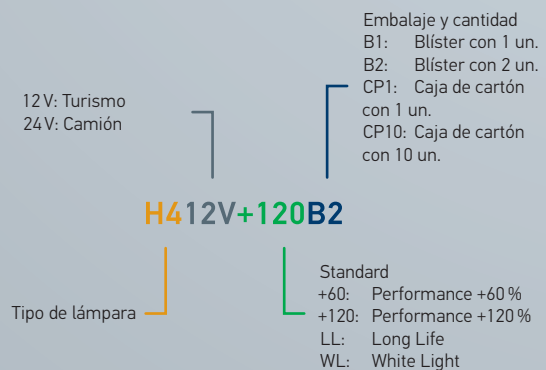 Embalaje y cantidad
B1: Blíster con 1 un.
B2: Blíster con 2 un.
CP1: Caja de cartón
con 1 un.
CP10: Caja de cartón
con 10 un.
12 V: Turismo
24 V: Camión
H412V+120B2
Tipo de lámpara
Standard
+60: Performance +60 %
+120: Performance +120 %
LL: Long Life
WL: White Light